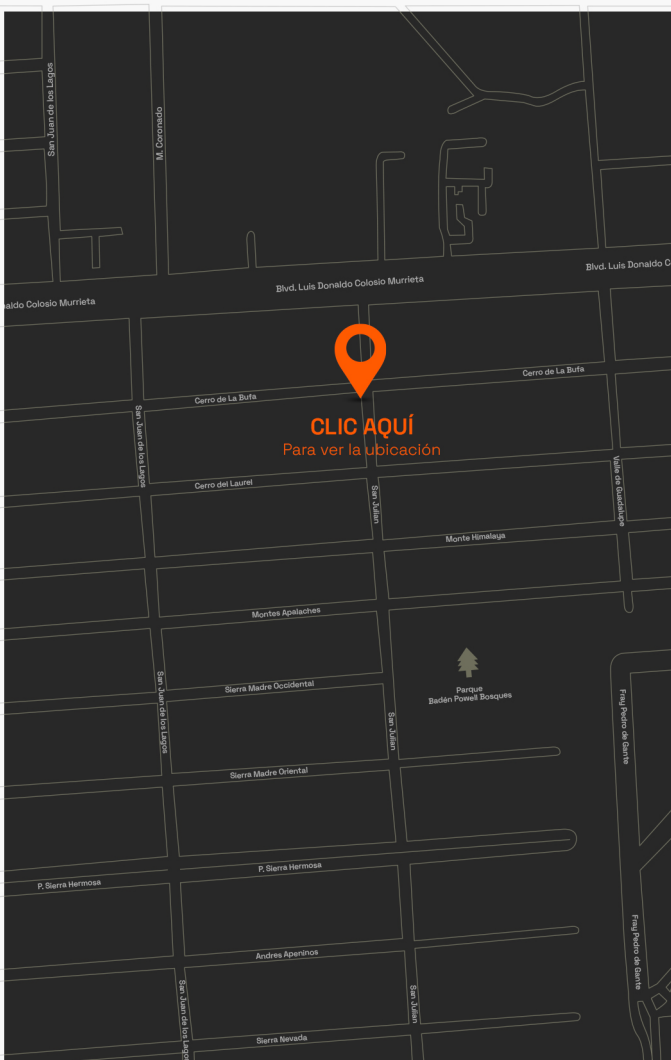 San Juan de los Lagos
M. Coronado
Blvd. Luis Donaldo C
Blvd. Luis Donaldo Colosio Murrieta
aldo Colosio Murrieta
Cerro de La Bufa
Cerro de La Bufa
San Juan de los Lagos
CLIC AQUÍ
Para ver la ubicación
Cerro del Laurel
San Julian
Valle de Guadalupe
Monte Himalaya
Montes Apalaches
Sierra Madre Occidental
Parque
Badén Powell Bosques
San Juan de los Lagos
San Julian
Fray Pedro de Gante
Sierra Madre Oriental
P. Sierra Hermosa
P. Sierra Hermosa
Andres Apeninos
Fray Pedro de Gante
San Juan de los Lagos
San Julian
Sierra Nevada